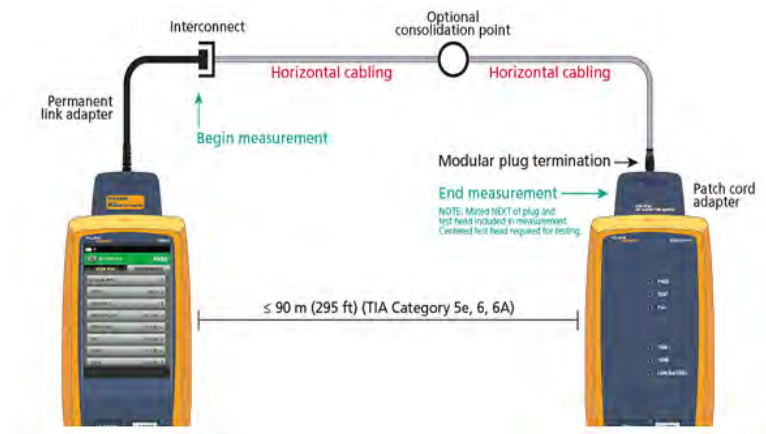 Optional
consolidation point
Interconnect
Horizontal cabling
Horizontal cabling
Permanent
link adapter
Begin measurement
Modular plug termination
End measurement
Patch cord
adapter
NOTE: Mated NEXT of plug and
test head included in measurement.
Centered test head required for testing.
PASS
≤ 90 m (295 ft) (TIA Category 5e, 6, 6A)
PASS
TEST
FAIL
TALK
TONE
LOW BATTERY